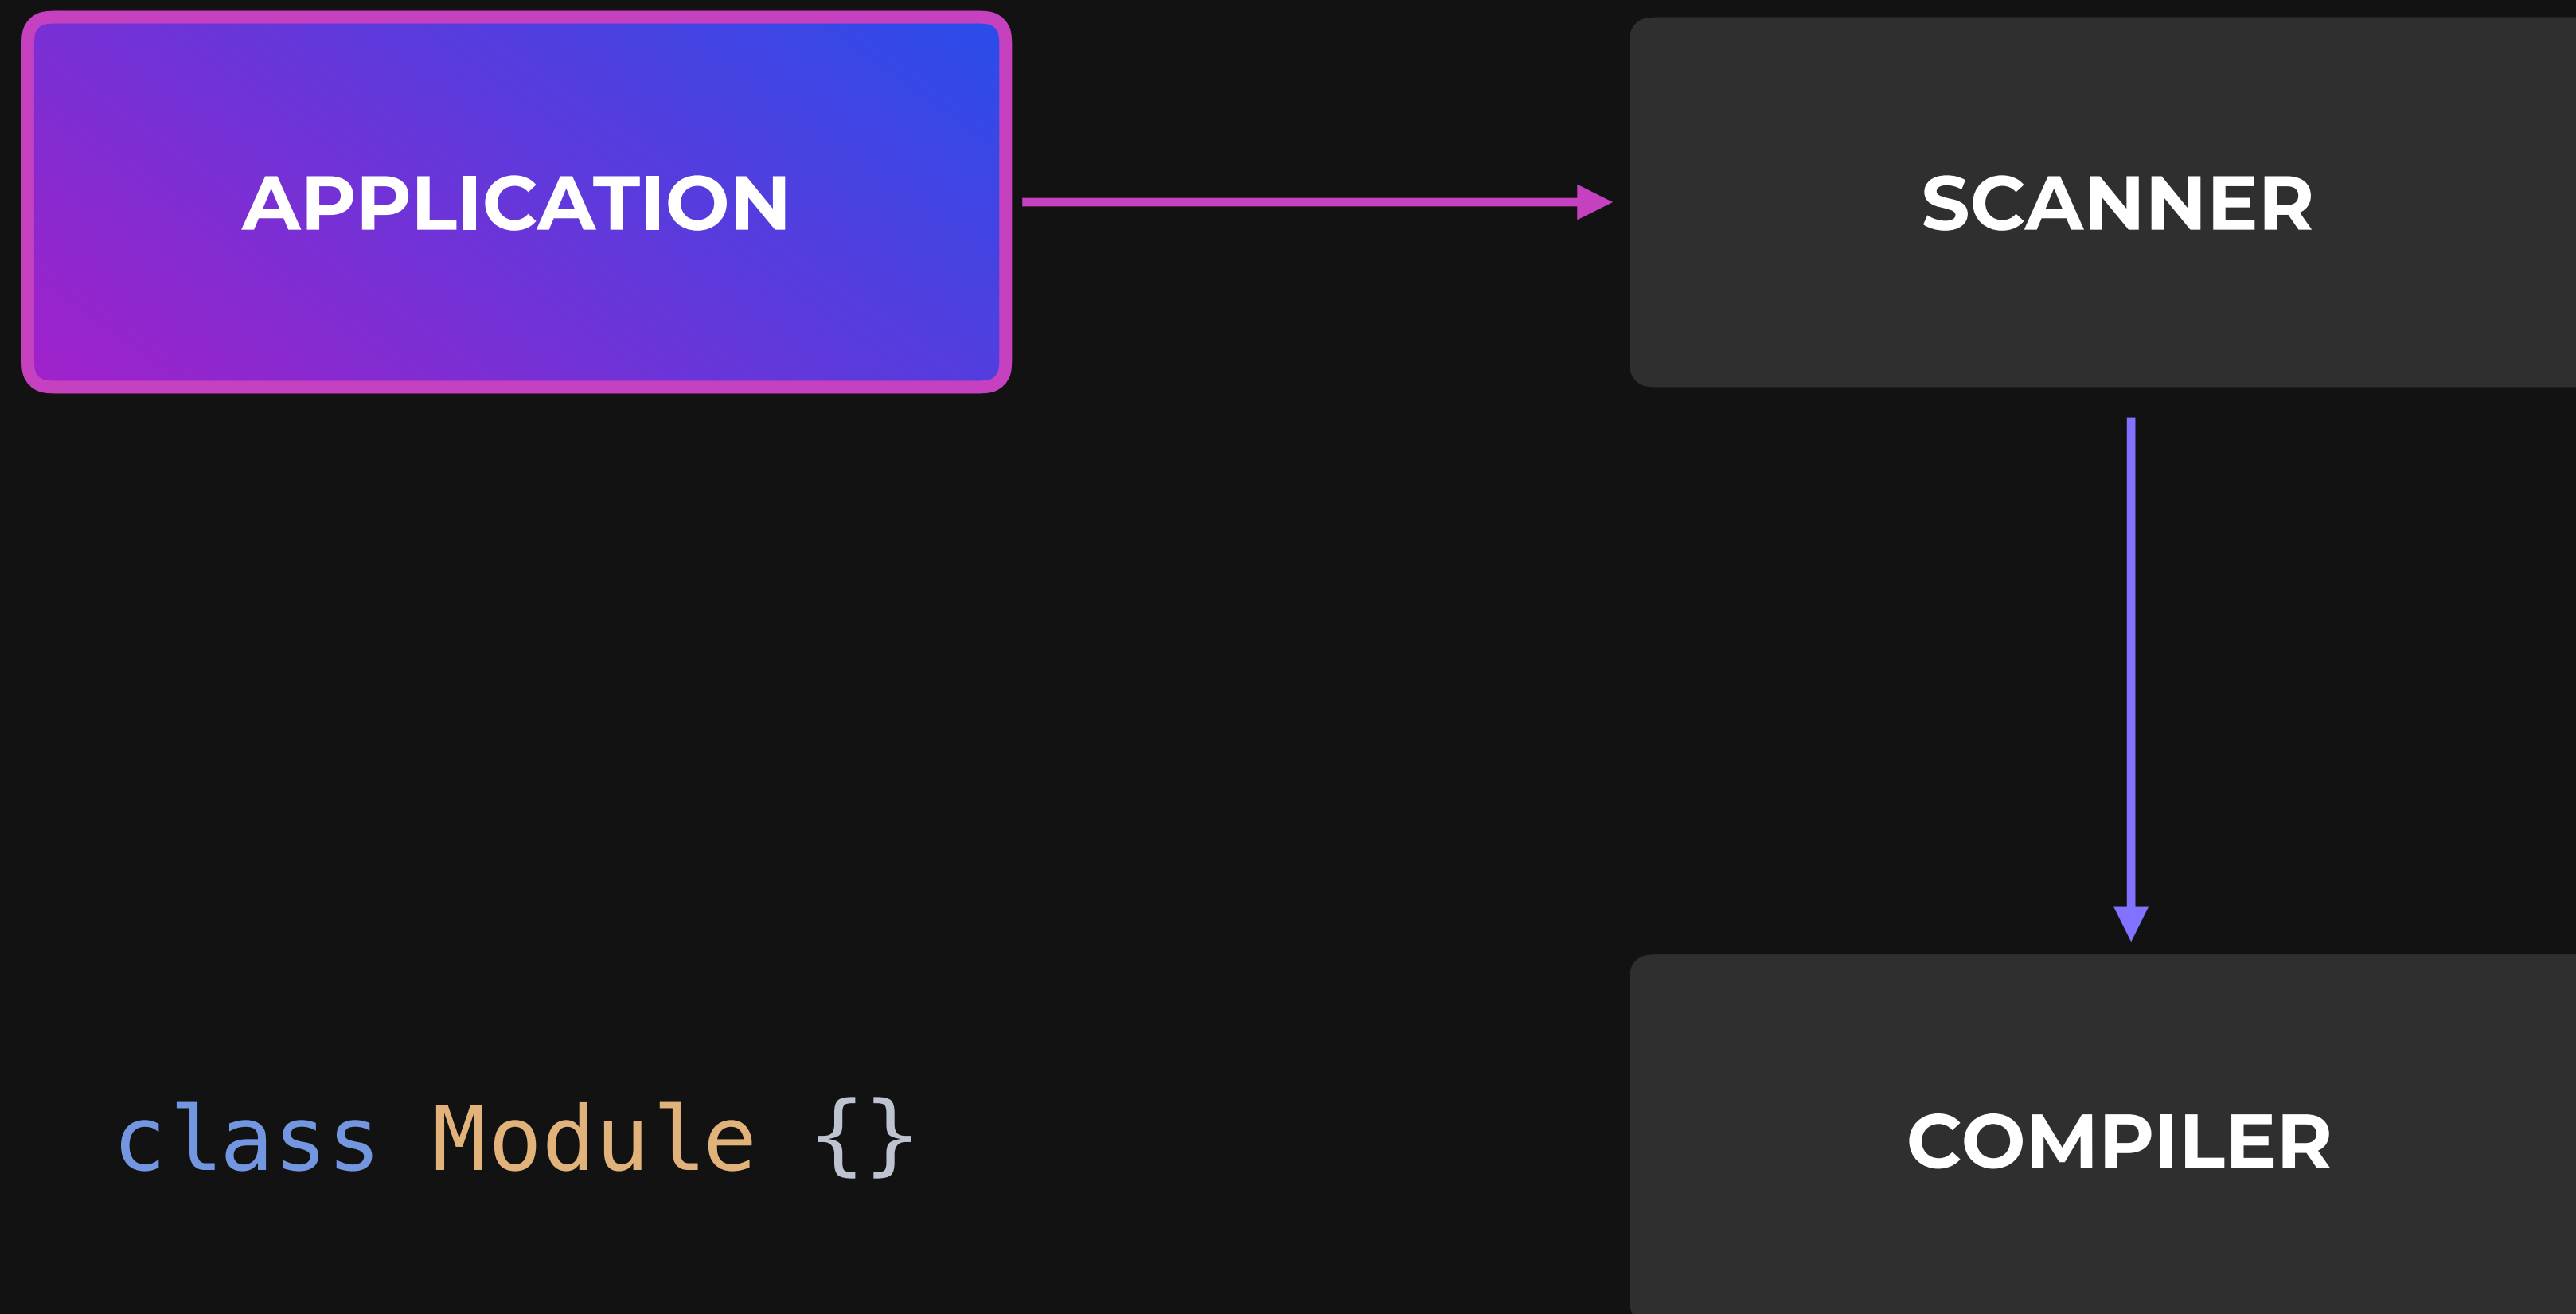 APPLICATION
SCANNER
class Module {}
COMPILER